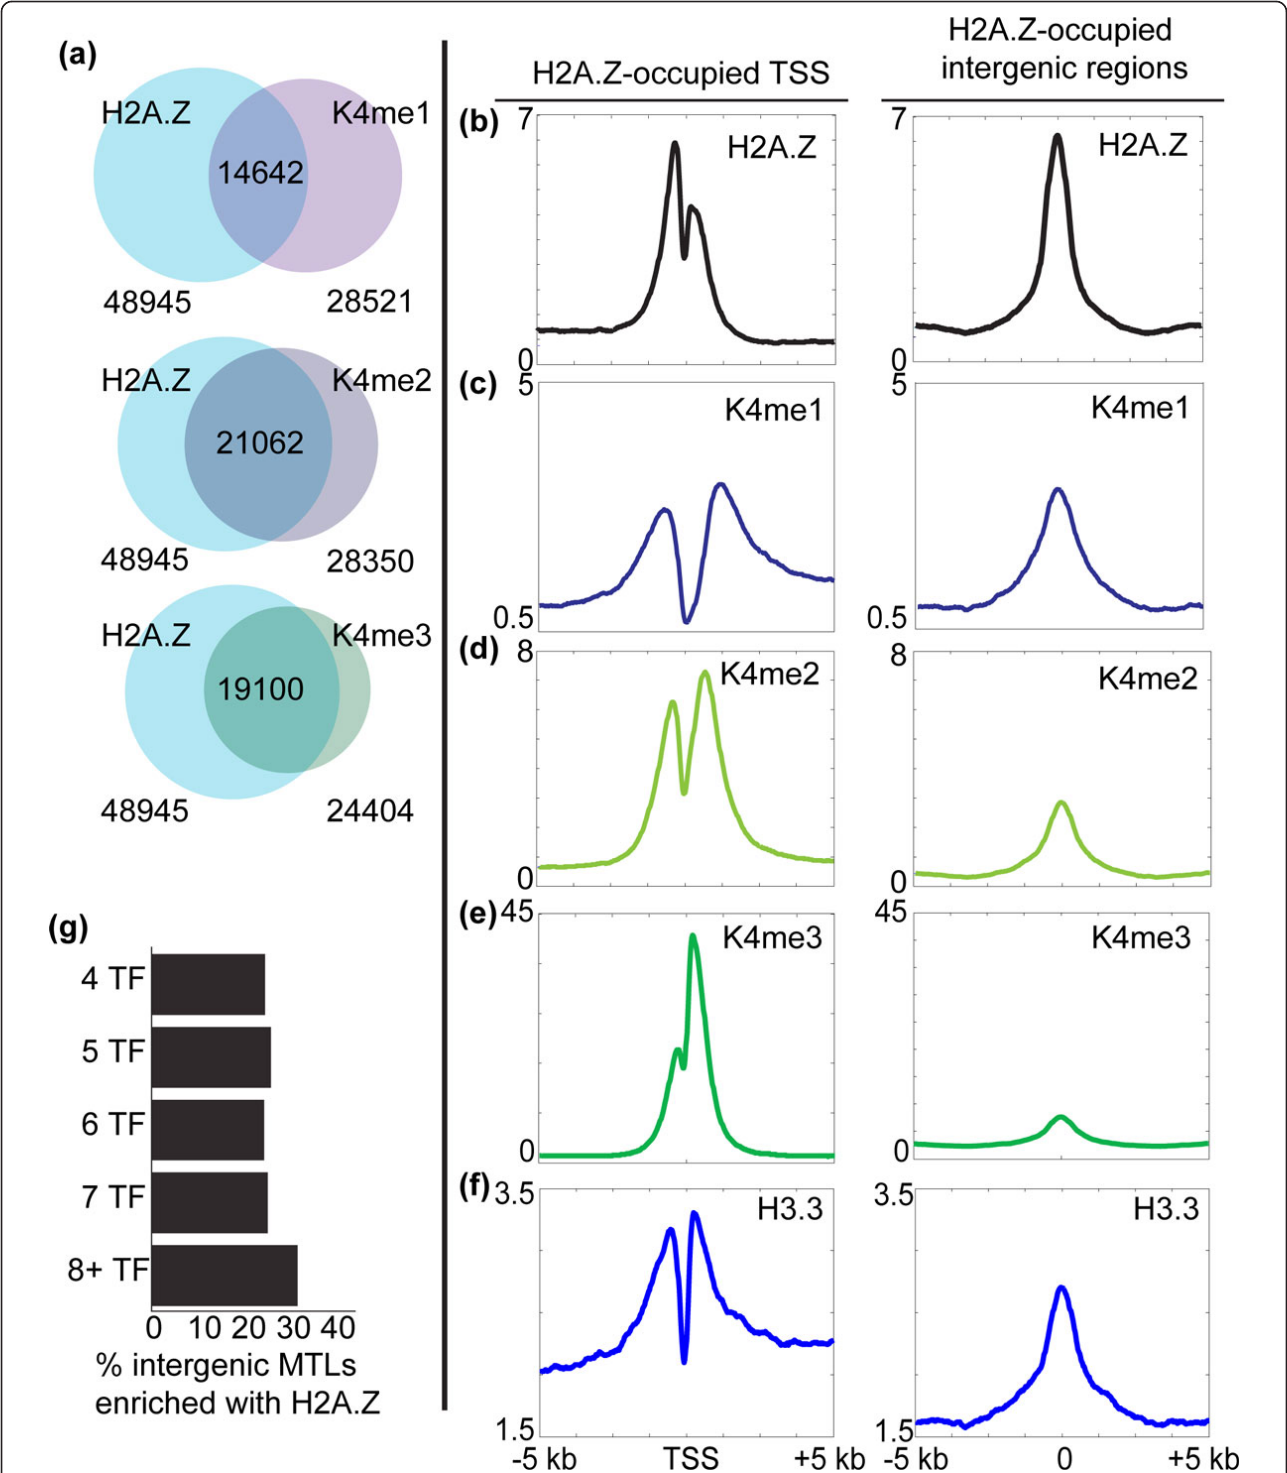 (a)
H2A.Z
K4me1
14642
48945
28521
H2A.Z
K4me2
21062
48945
28350
H2A.Z
K4me3
19100
48945
24404
(g)
4 TF
5 TF
6 TF
7 TF
8+ TF
0 10 20 30 40
% intergenic MTLs
enriched with H2A.Z
H2A.Z-occupied TSS
H2A.Z-occupied
intergenic regions
(b)
7
H2A.Z
0
7
H2A.Z
0
(c)
5
K4me1
0.5
5
K4me1
0.5
(d)
8
K4me2
0
8
K4me2
0
(e)
45
K4me3
0
45
K4me3
0
(f)
3.5
H3.3
1.5
-5 kb TSS +5 kb
3.5
H3.3
1.5
-5 kb 0 +5 kb